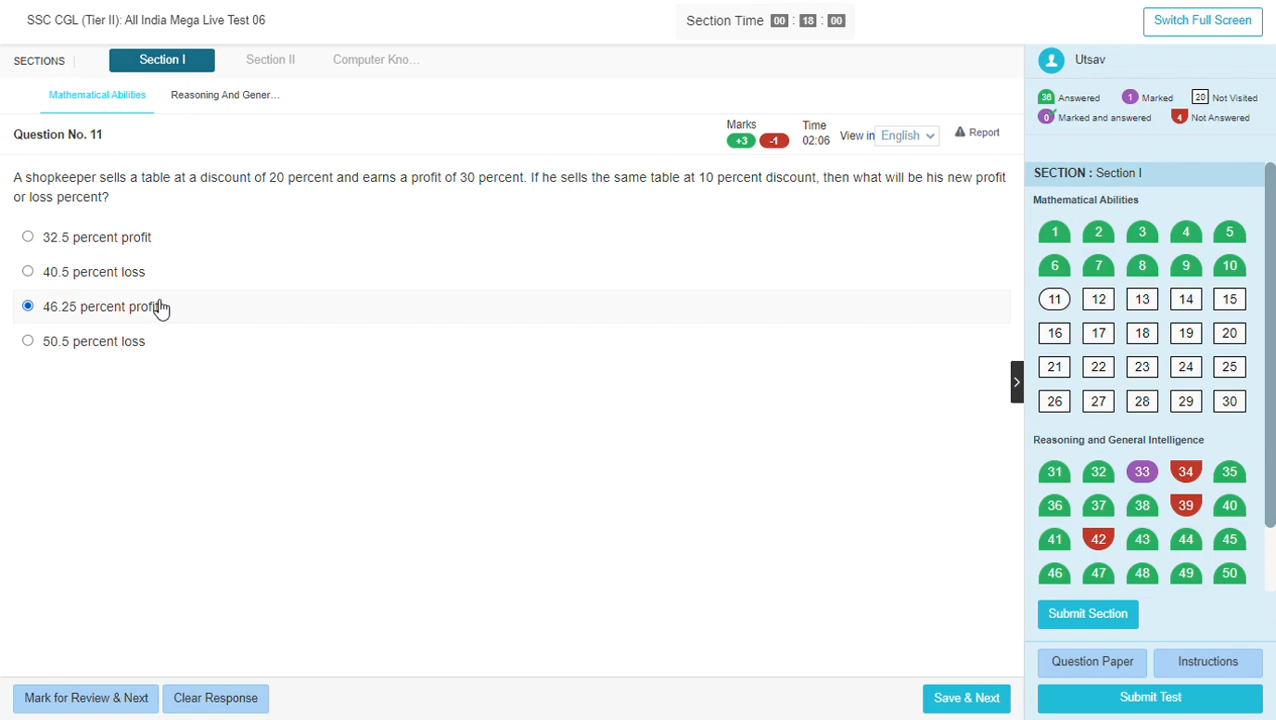 SSC CGL (Tier II): All India Mega Live Test 06
Section Time 00 : 18 : 00
Switch Full Screen
SECTIONS
Section I
Section II
Computer Kno...
Utsav
Mathematical Abilities
Reasoning And Gener...
36 Answered
1 Marked
20 Not Visited
0 Marked and answered
4 Not Answered
Question No. 11
Marks
+3 -1
Time
02:06
View in English
Report
A shopkeeper sells a table at a discount of 20 percent and earns a profit of 30 percent. If he sells the same table at 10 percent discount, then what will be his new profit
or loss percent?
32.5 percent profit
40.5 percent loss
46.25 percent profit
50.5 percent loss
SECTION : Section I
Mathematical Abilities
1 2 3 4 5
6 7 8 9 10
11 12 13 14 15
16 17 18 19 20
21 22 23 24 25
26 27 28 29 30
Reasoning and General Intelligence
31 32 33 34 35
36 37 38 39 40
41 42 43 44 45
46 47 48 49 50
Submit Section
Question Paper
Instructions
Mark for Review & Next
Clear Response
Save & Next
Submit Test